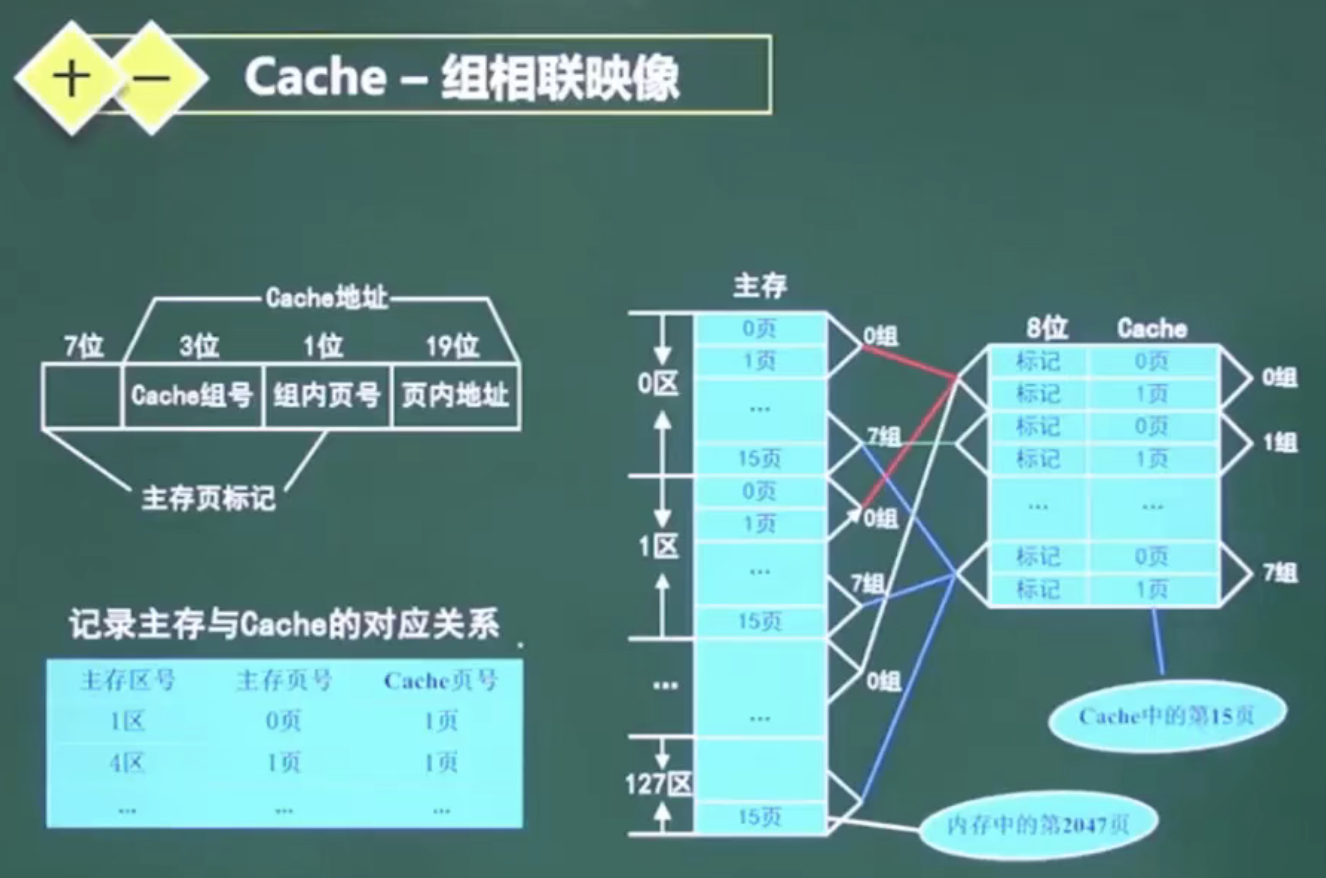 + − Cache – 组相联映像
Cache地址
7位 3位 1位 19位
Cache组号 组内页号 页内地址
主存页标记
记录主存与Cache的对应关系
主存区号 主存页号 Cache页号
1区 0页 1页
4区 1页 1页
... ... ...
主存
0区
0页
1页
...
15页
1区
0页
1页
...
15页
...
...
127区
15页
0组
7组
0组
7组
0组
8位 Cache
标记 0页
标记 1页
标记 0页
标记 1页
... ...
标记 0页
标记 1页
0组
1组
7组
Cache中的第15页
内存中的第2047页